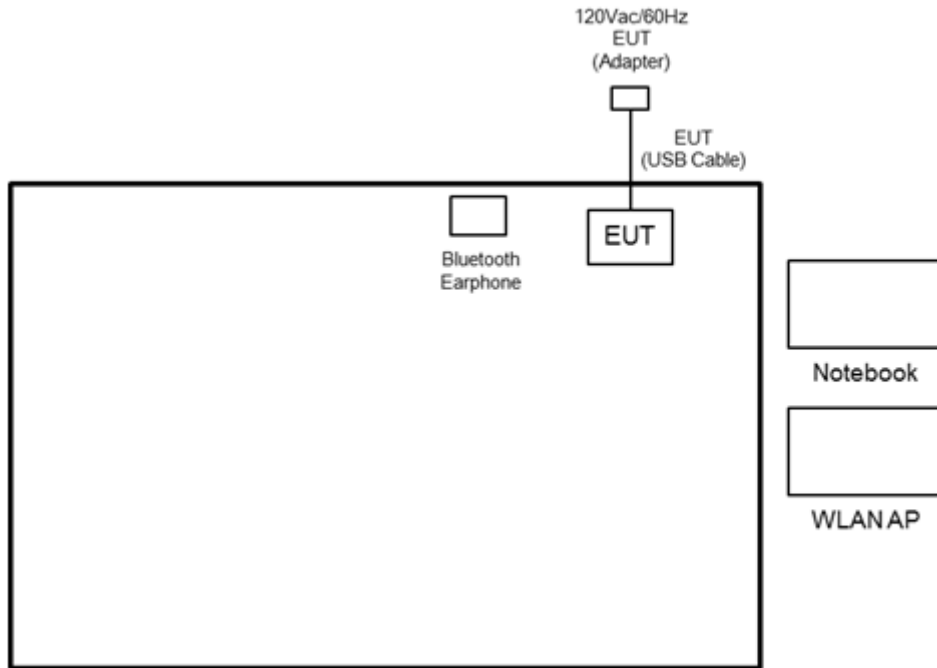 120Vac/60Hz
EUT
(Adapter)
EUT
(USB Cable)
EUT
Bluetooth
Earphone
Notebook
WLAN AP